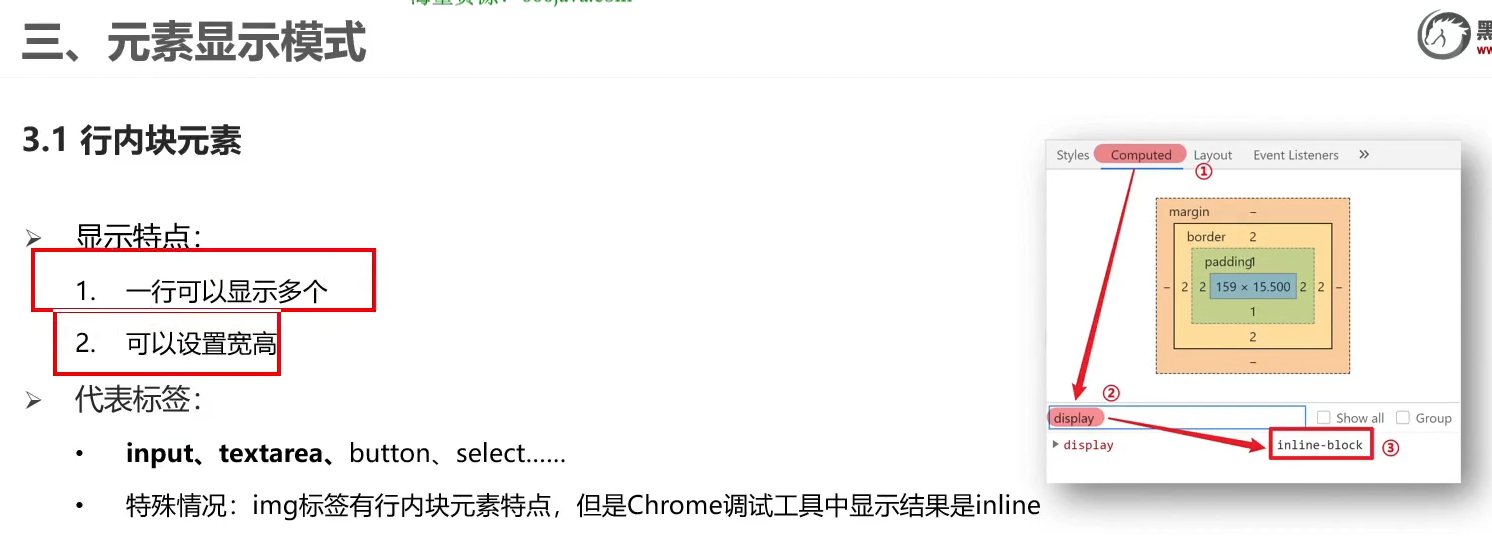 三、元素显示模式
黑
ww
3.1 行内块元素
显示特点：
1. 一行可以显示多个
2. 可以设置宽高
代表标签：
• input、textarea、button、select……
• 特殊情况：img标签有行内块元素特点，但是Chrome调试工具中显示结果是inline
Styles Computed Layout Event Listeners »
①
margin –
border 2
padding 1
– 2 2 159 × 15.500 2 2 –
1
2
–
②
display Show all Group
display inline-block ③